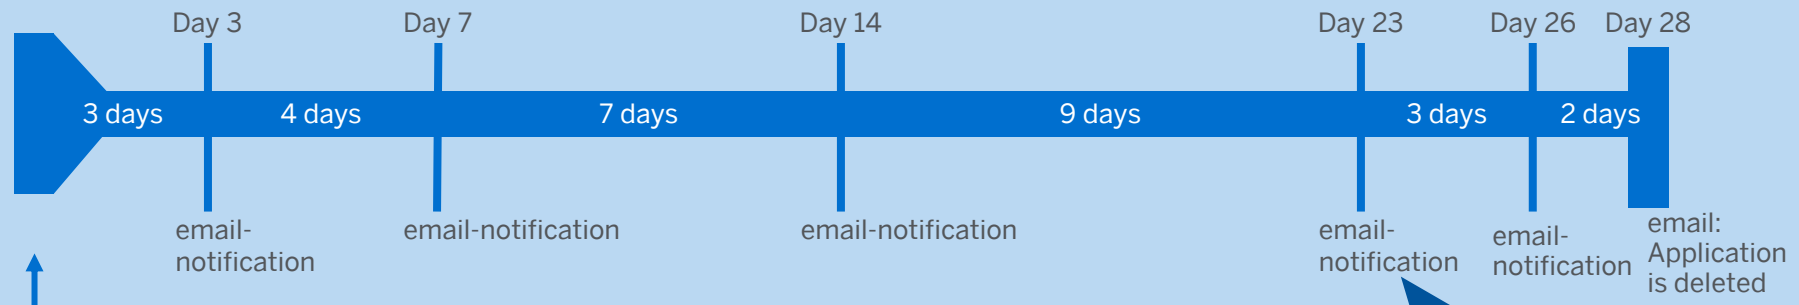 Day 3
Day 7
Day 14
Day 23
Day 26
Day 28
3 days
4 days
7 days
9 days
3 days
2 days
email-
notification
email-notification
email-notification
email-
notification
email-
notification
email:
Application
is deleted